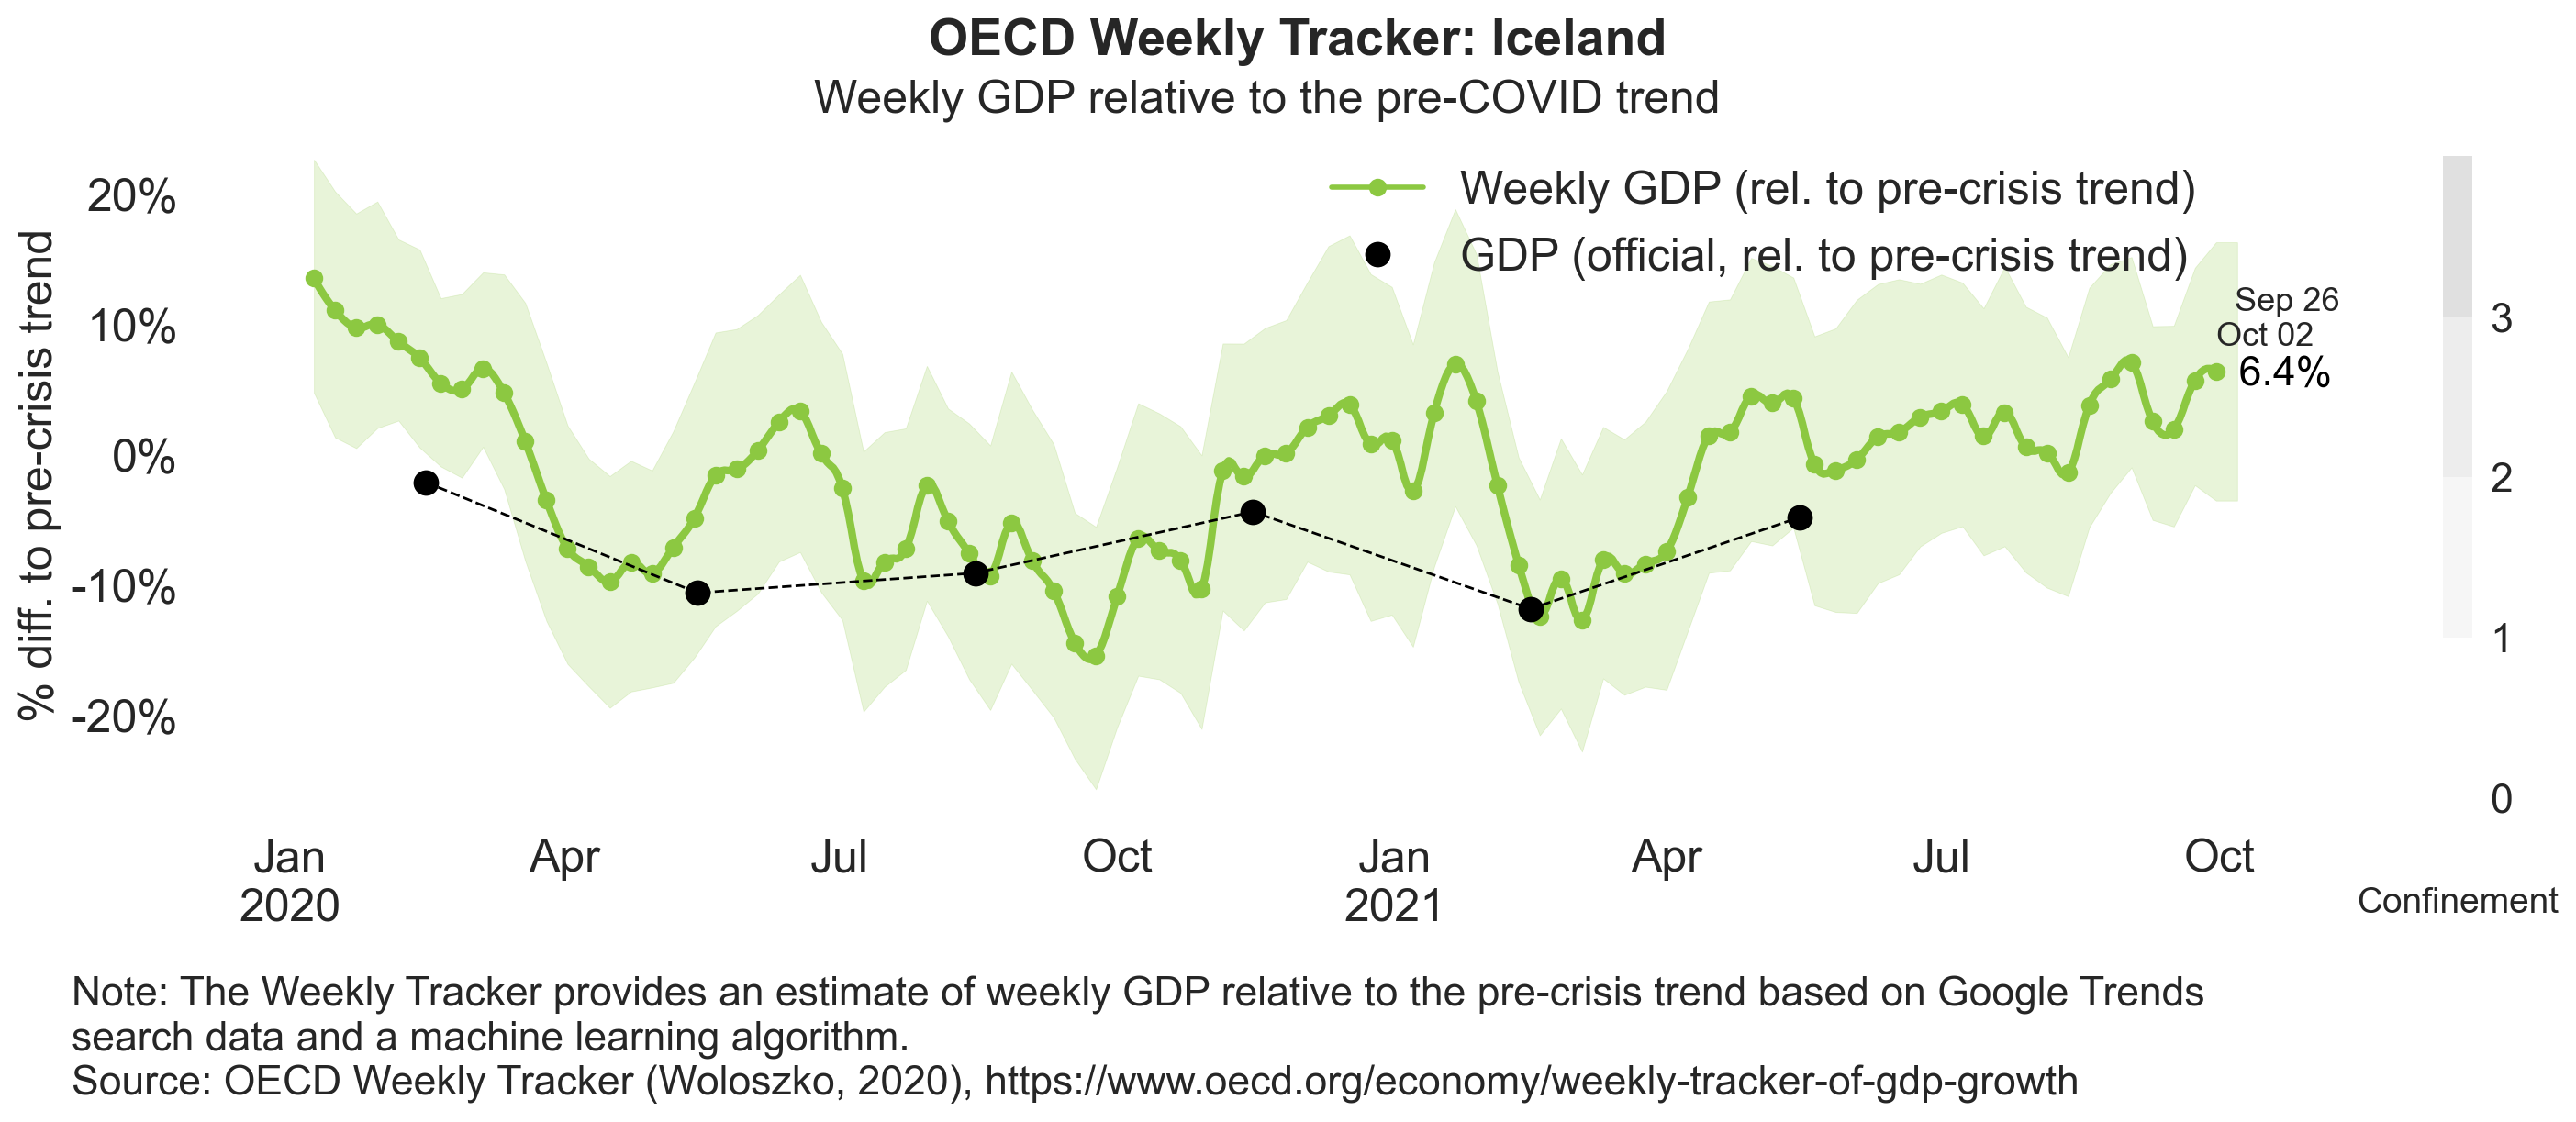 OECD Weekly Tracker: Iceland
Weekly GDP relative to the pre-COVID trend
% diff. to pre-crisis trend
20%
10%
0%
-10%
-20%
Weekly GDP (rel. to pre-crisis trend)
GDP (official, rel. to pre-crisis trend)
Sep 26
Oct 02
6.4%
3
2
1
0
Confinement
Jan
2020
Apr
Jul
Oct
Jan
2021
Apr
Jul
Oct
Note: The Weekly Tracker provides an estimate of weekly GDP relative to the pre-crisis trend based on Google Trends
search data and a machine learning algorithm.
Source: OECD Weekly Tracker (Woloszko, 2020), https://www.oecd.org/economy/weekly-tracker-of-gdp-growth